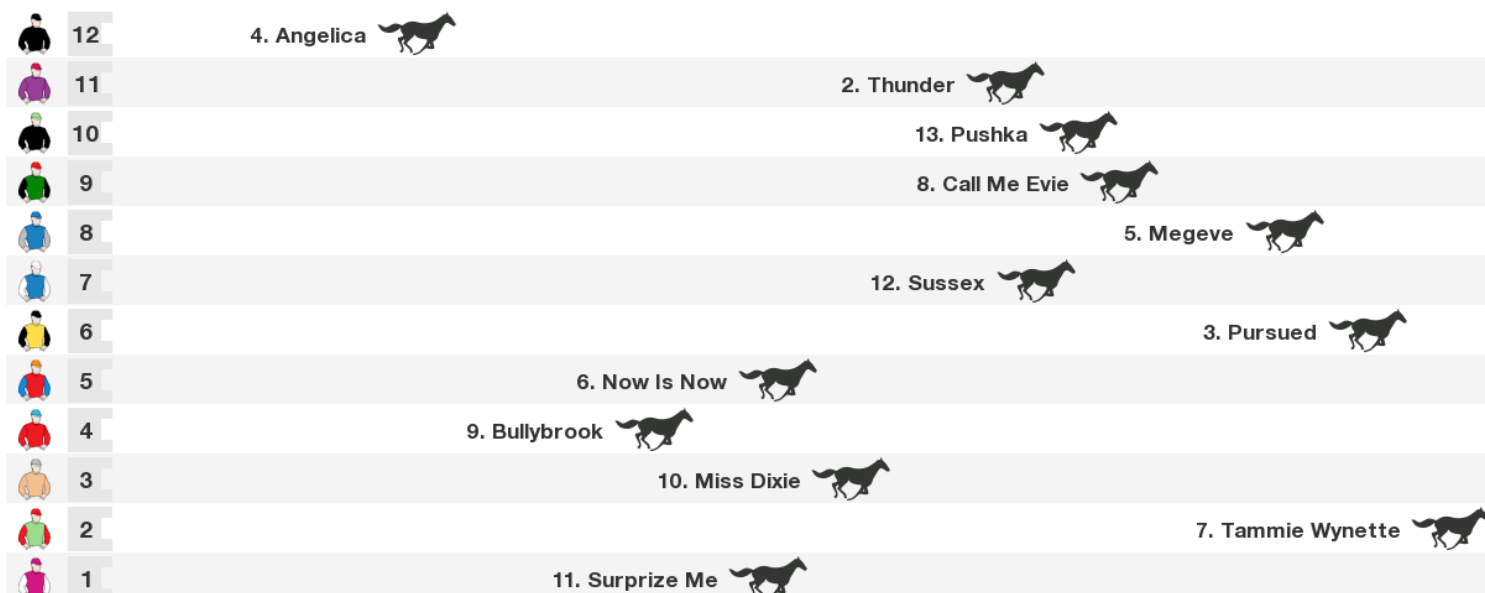 12 4. Angelica
11 2. Thunder
10 13. Pushka
9 8. Call Me Evie
8 5. Megeve
7 12. Sussex
6 3. Pursued
5 6. Now Is Now
4 9. Bullybrook
3 10. Miss Dixie
2 7. Tammie Wynette
1 11. Surprize Me